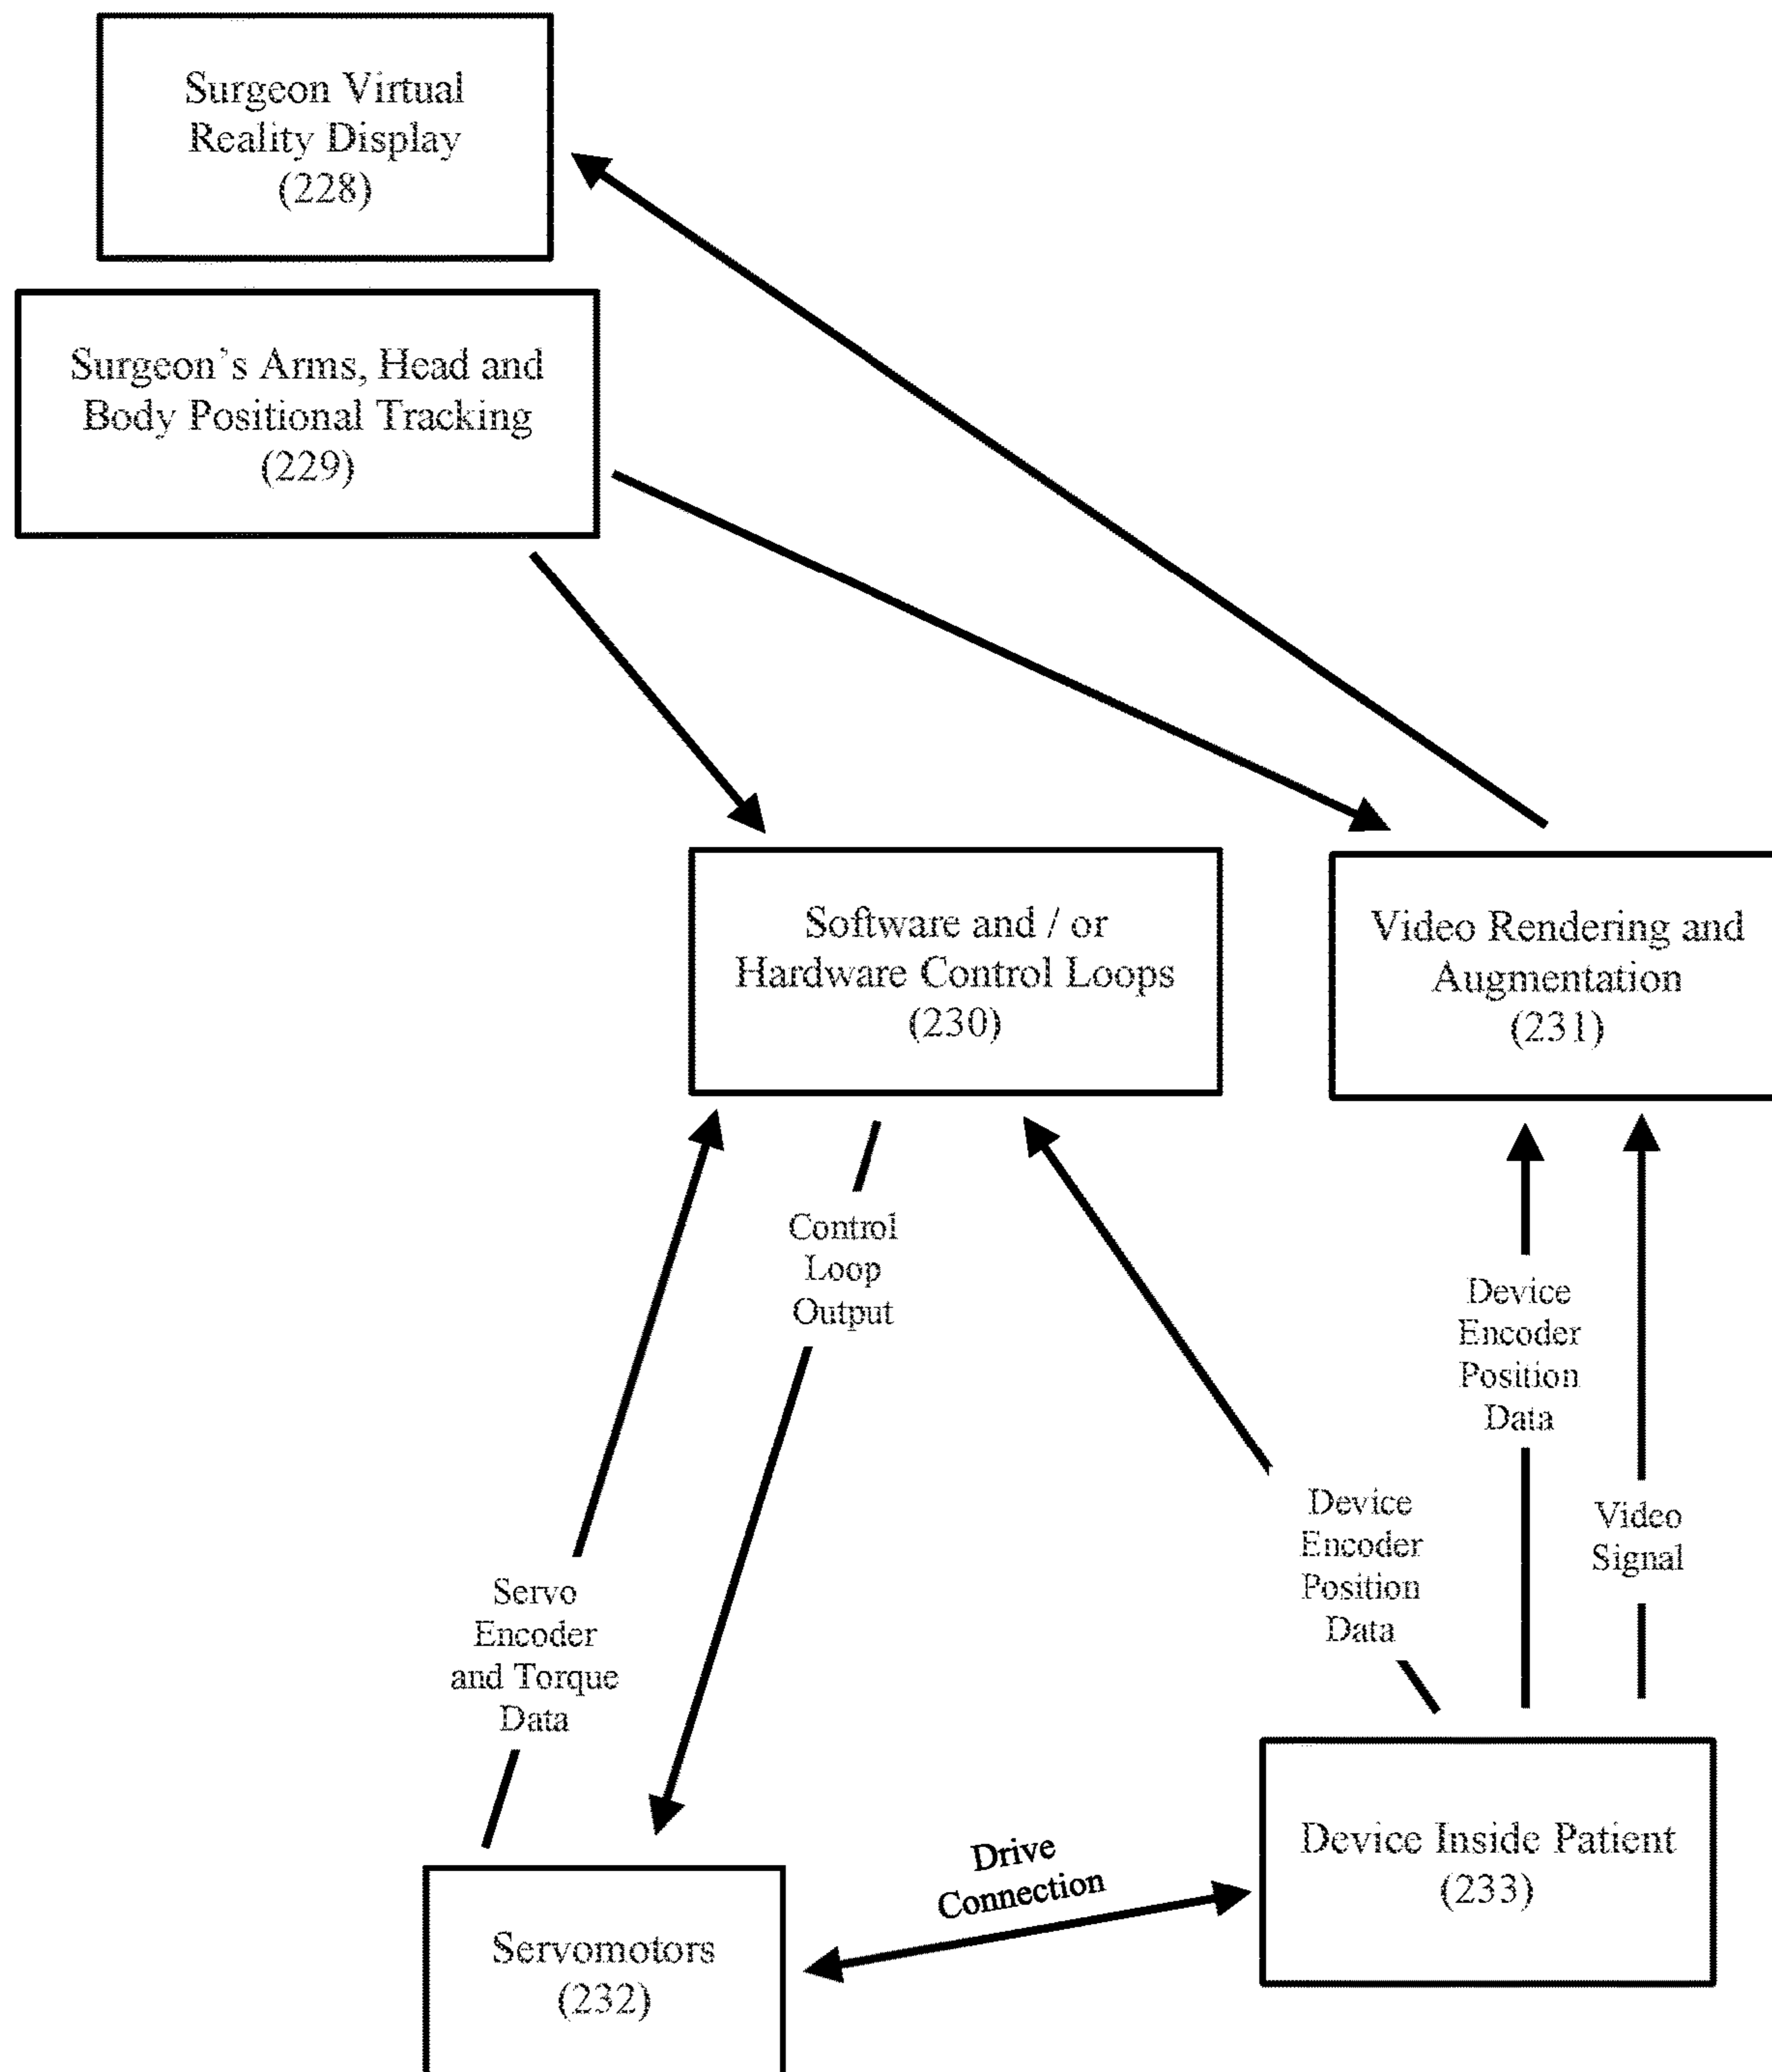 Surgeon Virtual
Reality Display
(228)
Surgeon's Arms, Head and
Body Positional Tracking
(229)
Software and / or
Hardware Control Loops
(230)
Video Rendering and
Augmentation
(231)
Control
Loop
Output
Device
Encoder
Position
Data
Device
Encoder
Position
Data
Video
Signal
Servo
Encoder
and Torque
Data
Drive
Connection
Device Inside Patient
(233)
Servomotors
(232)